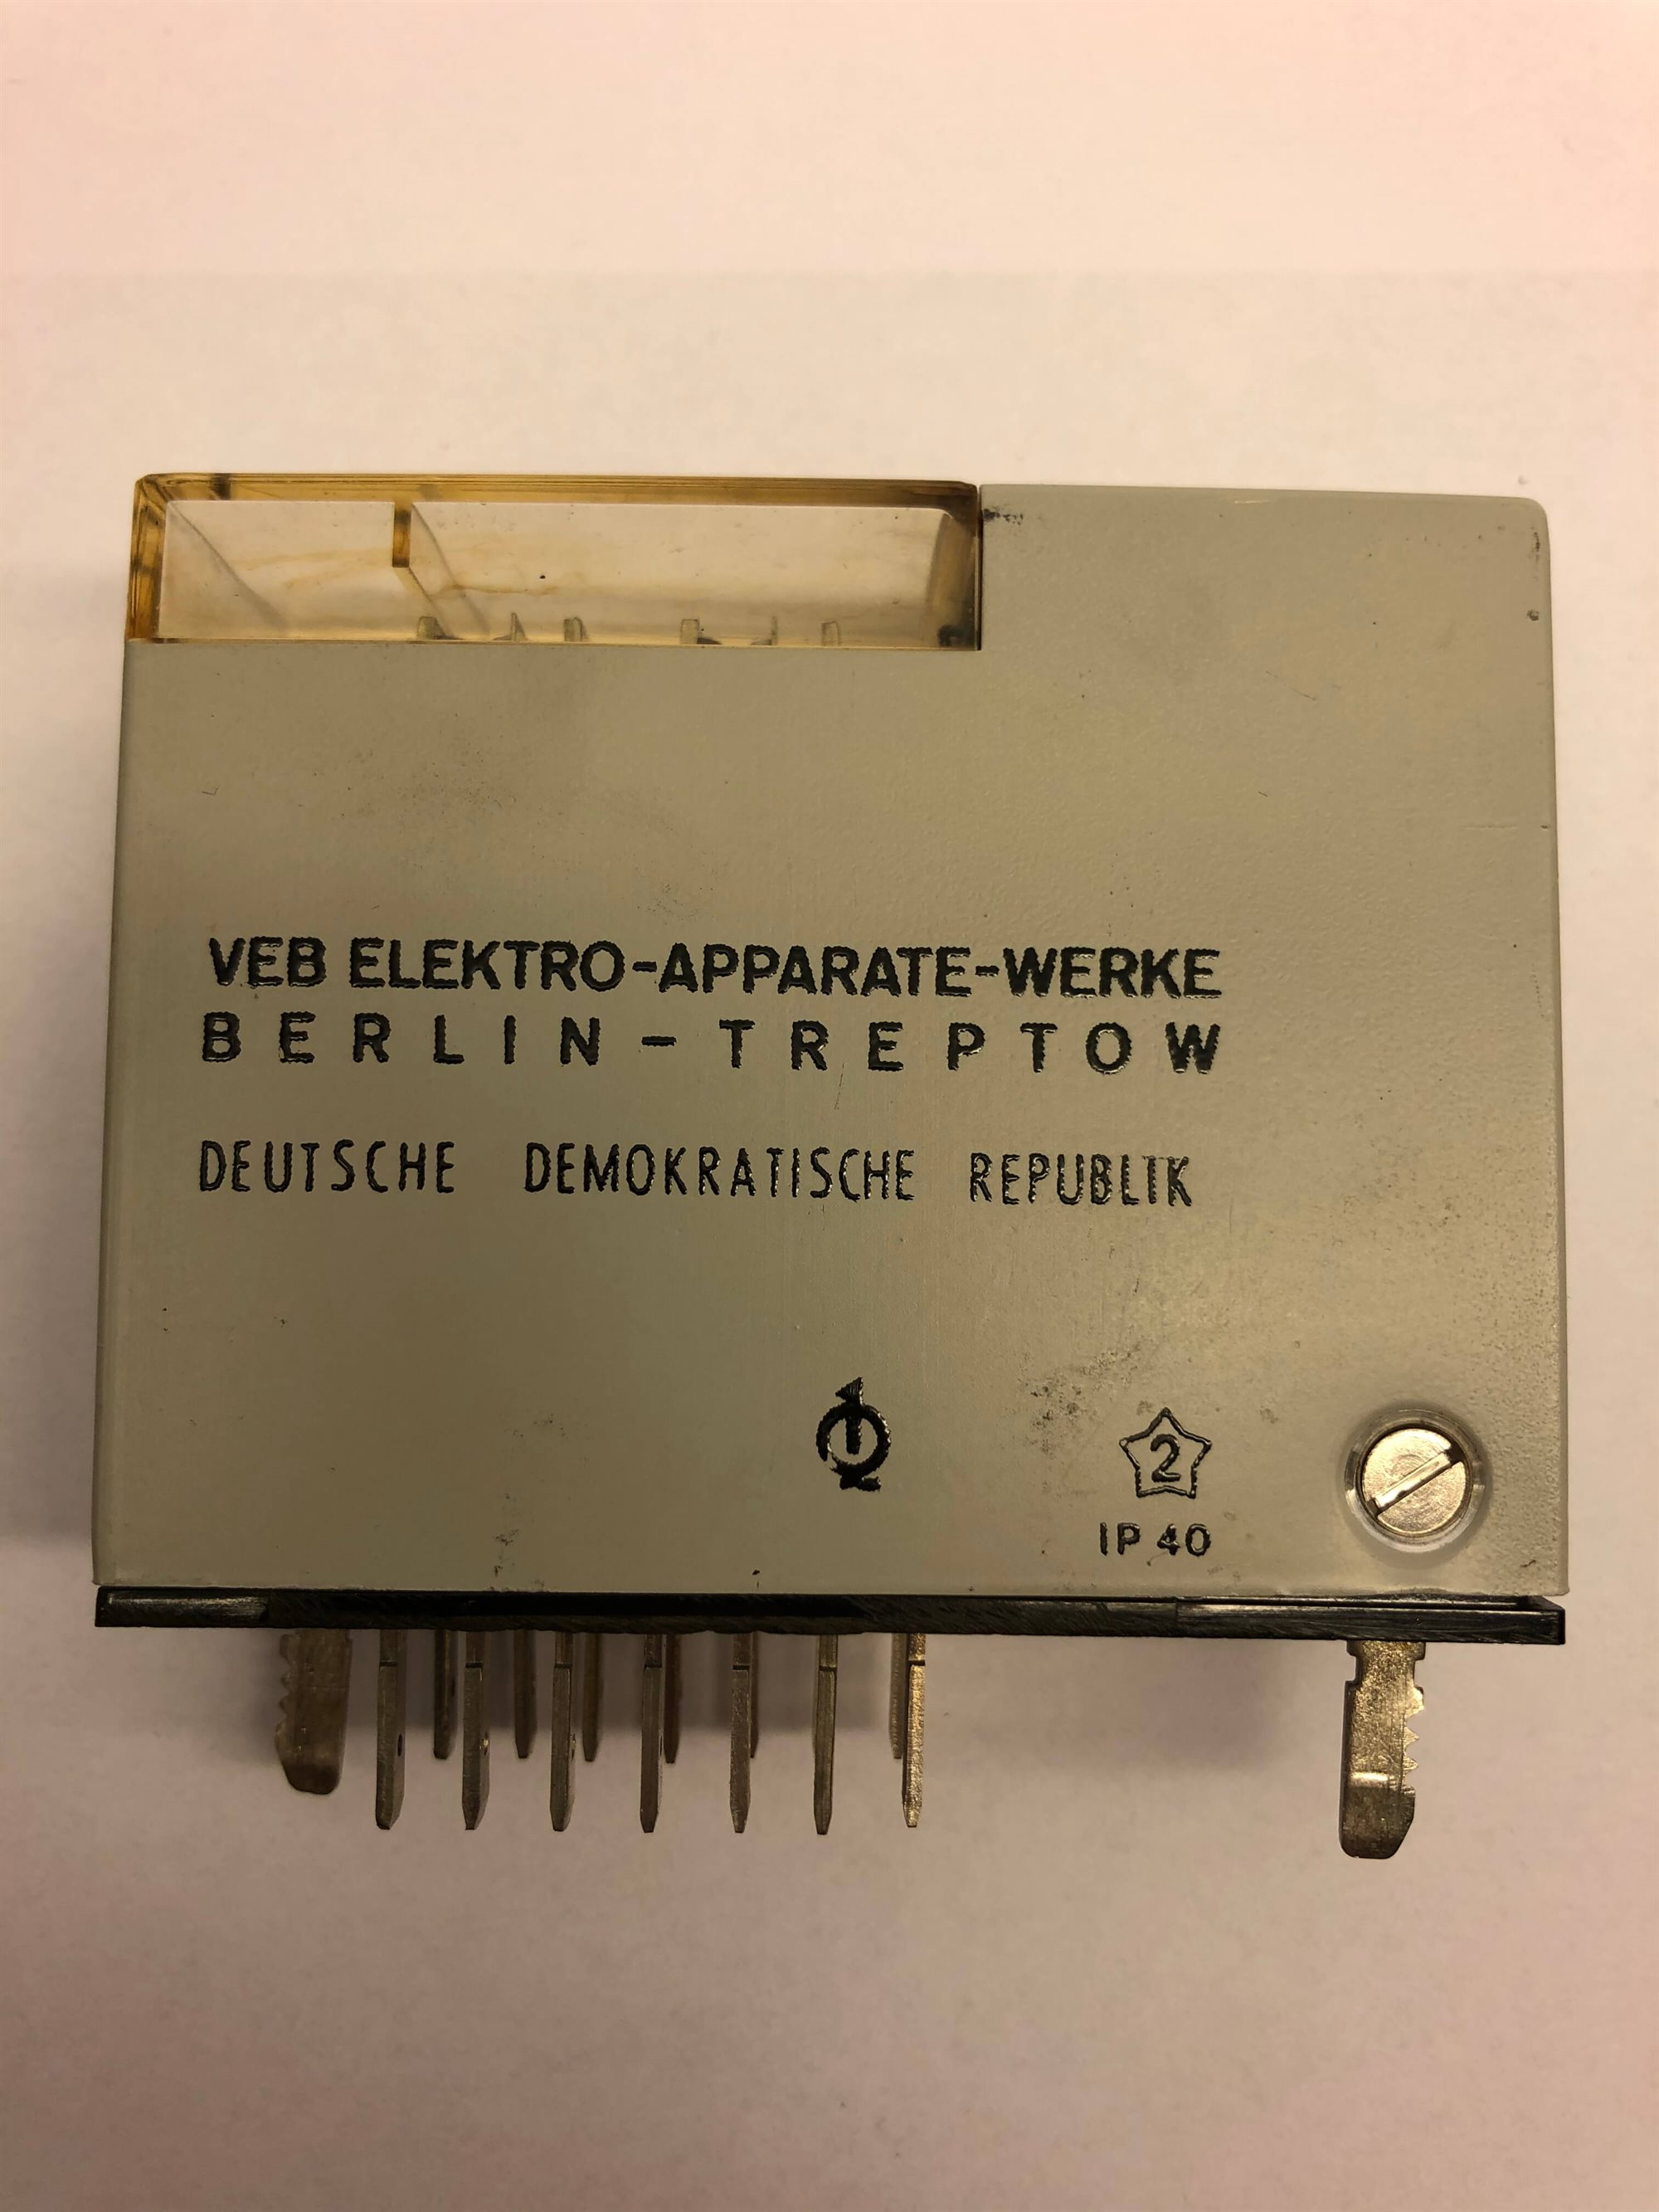 VEB ELEKTRO-APPARATE-WERKE
BERLIN-TREPTOW
DEUTSCHE DEMOKRATISCHE REPUBLIK
2
IP 40